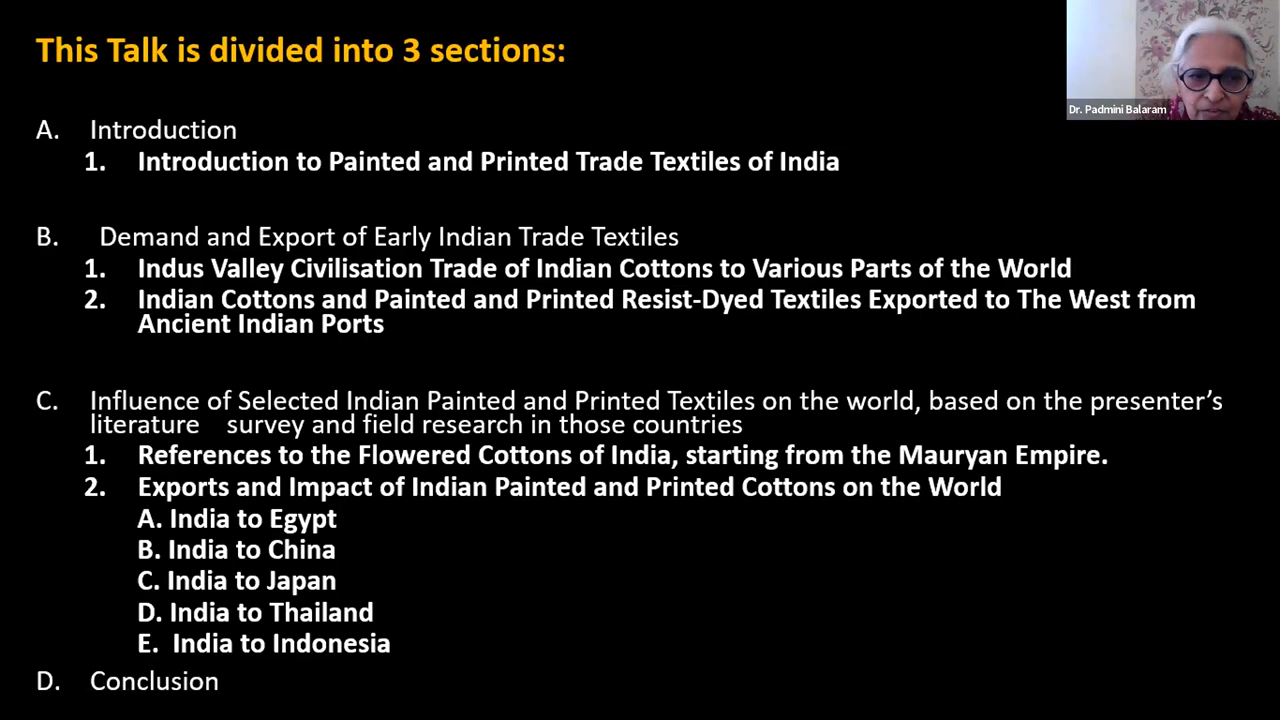 This Talk is divided into 3 sections:
Dr. Padmini Balaram
A. Introduction
1. Introduction to Painted and Printed Trade Textiles of India
B. Demand and Export of Early Indian Trade Textiles
1. Indus Valley Civilisation Trade of Indian Cottons to Various Parts of the World
2. Indian Cottons and Painted and Printed Resist-Dyed Textiles Exported to The West from
Ancient Indian Ports
C. Influence of Selected Indian Painted and Printed Textiles on the world, based on the presenter’s
literature survey and field research in those countries
1. References to the Flowered Cottons of India, starting from the Mauryan Empire.
2. Exports and Impact of Indian Painted and Printed Cottons on the World
A. India to Egypt
B. India to China
C. India to Japan
D. India to Thailand
E. India to Indonesia
D. Conclusion